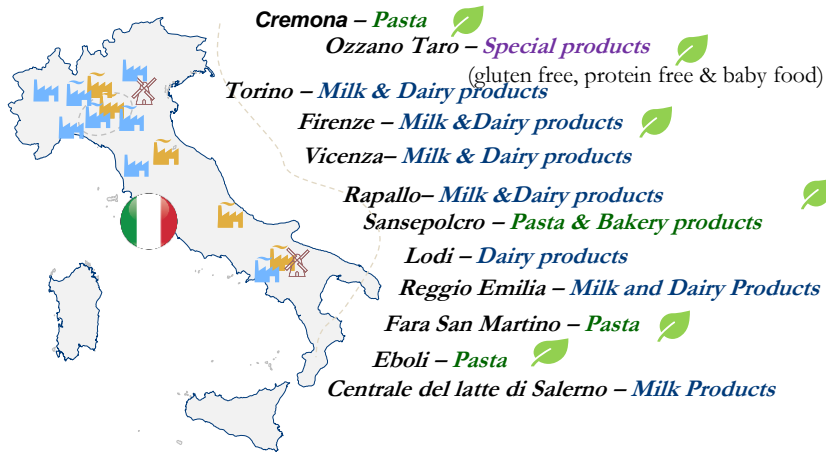 Cremona – Pasta
Ozzano Taro – Special products
(gluten free, protein free & baby food)
Torino – Milk & Dairy products
Firenze – Milk &Dairy products
Vicenza– Milk & Dairy products
Rapallo– Milk &Dairy products
Sansepolcro – Pasta & Bakery products
Lodi – Dairy products
Reggio Emilia – Milk and Dairy Products
Fara San Martino – Pasta
Eboli – Pasta
Centrale del latte di Salerno – Milk Products